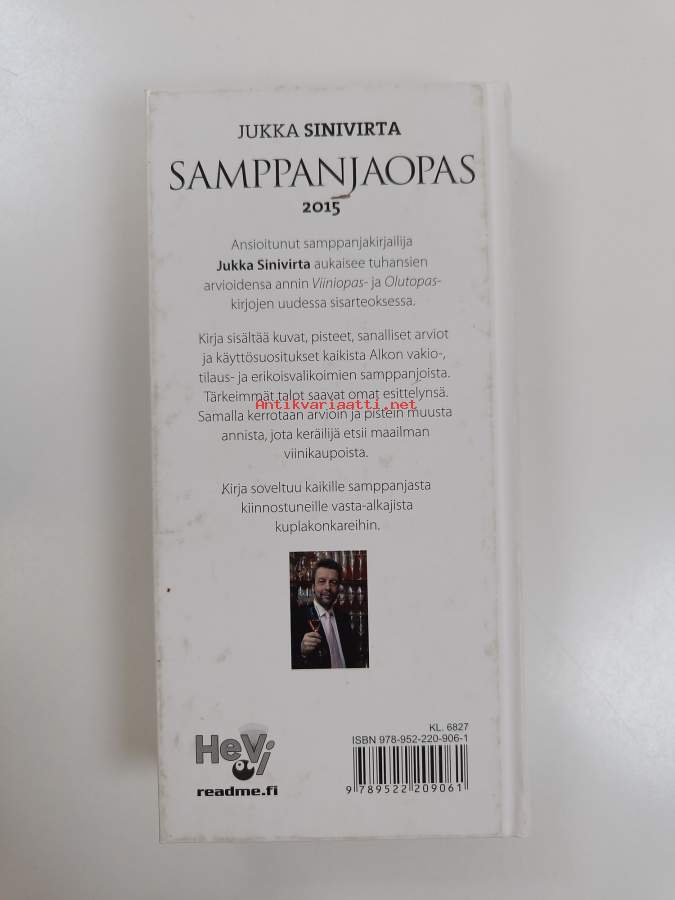 JUKKA SINIVIRTA
SAMPPANJAOPAS
2015
Ansioitunut samppanjakirjailija
Jukka Sinivirta aukaisee tuhansien
arvioidensa annin Viiniopas- ja Olutopas-
kirjojen uudessa sisarteoksessa.
Kirja sisältää kuvat, pisteet, sanalliset arviot
ja käyttösuositukset kaikista Alkon vakio-,
tilaus- ja erikoisvalikoimien samppanjoista.
Tärkeimmät talot saavat omat esittelynsä.
Antikvariaatti.net
Samalla kerrotaan arvioin ja pistein muusta
annista, jota keräilijä etsii maailman
viinikaupoista.
Kirja soveltuu kaikille samppanjasta
kiinnostuneille vasta-alkajista
kuplakonkareihin.
HeVi
readme.fi
KL. 6827
ISBN 978-952-220-906-1
9 789522 209061